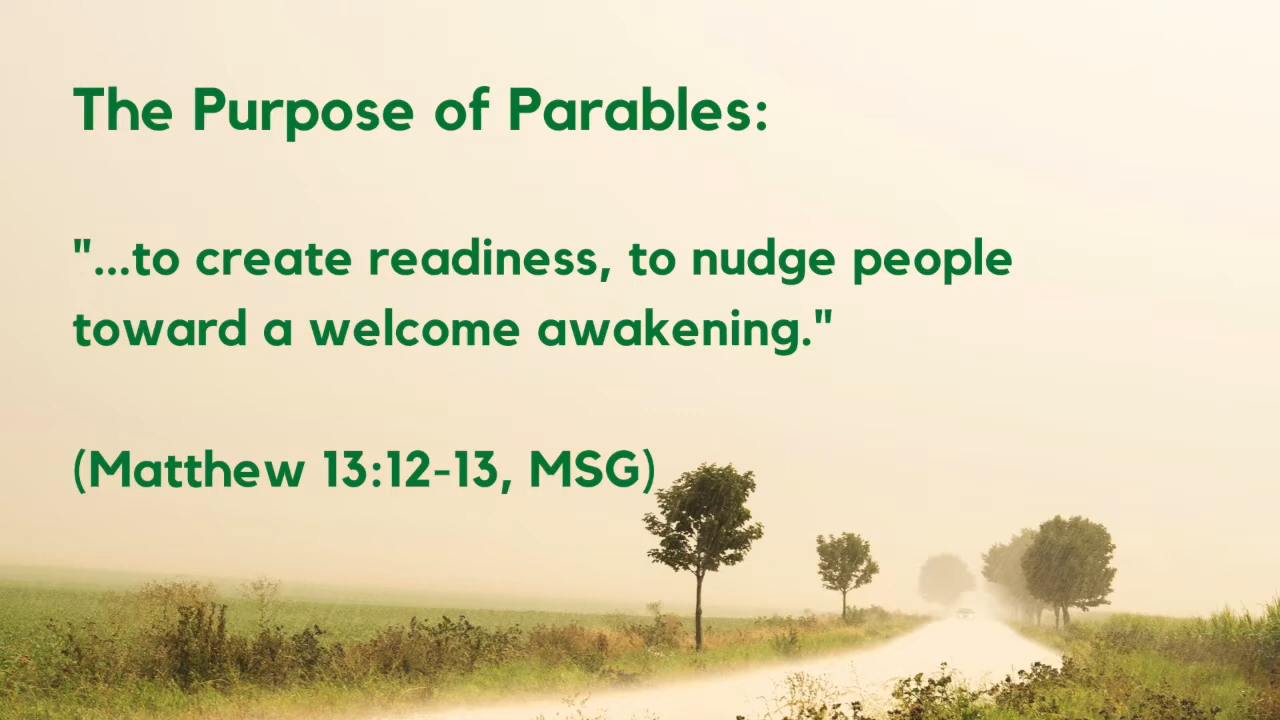 The Purpose of Parables:
"...to create readiness, to nudge people
toward a welcome awakening."
(Matthew 13:12-13, MSG)